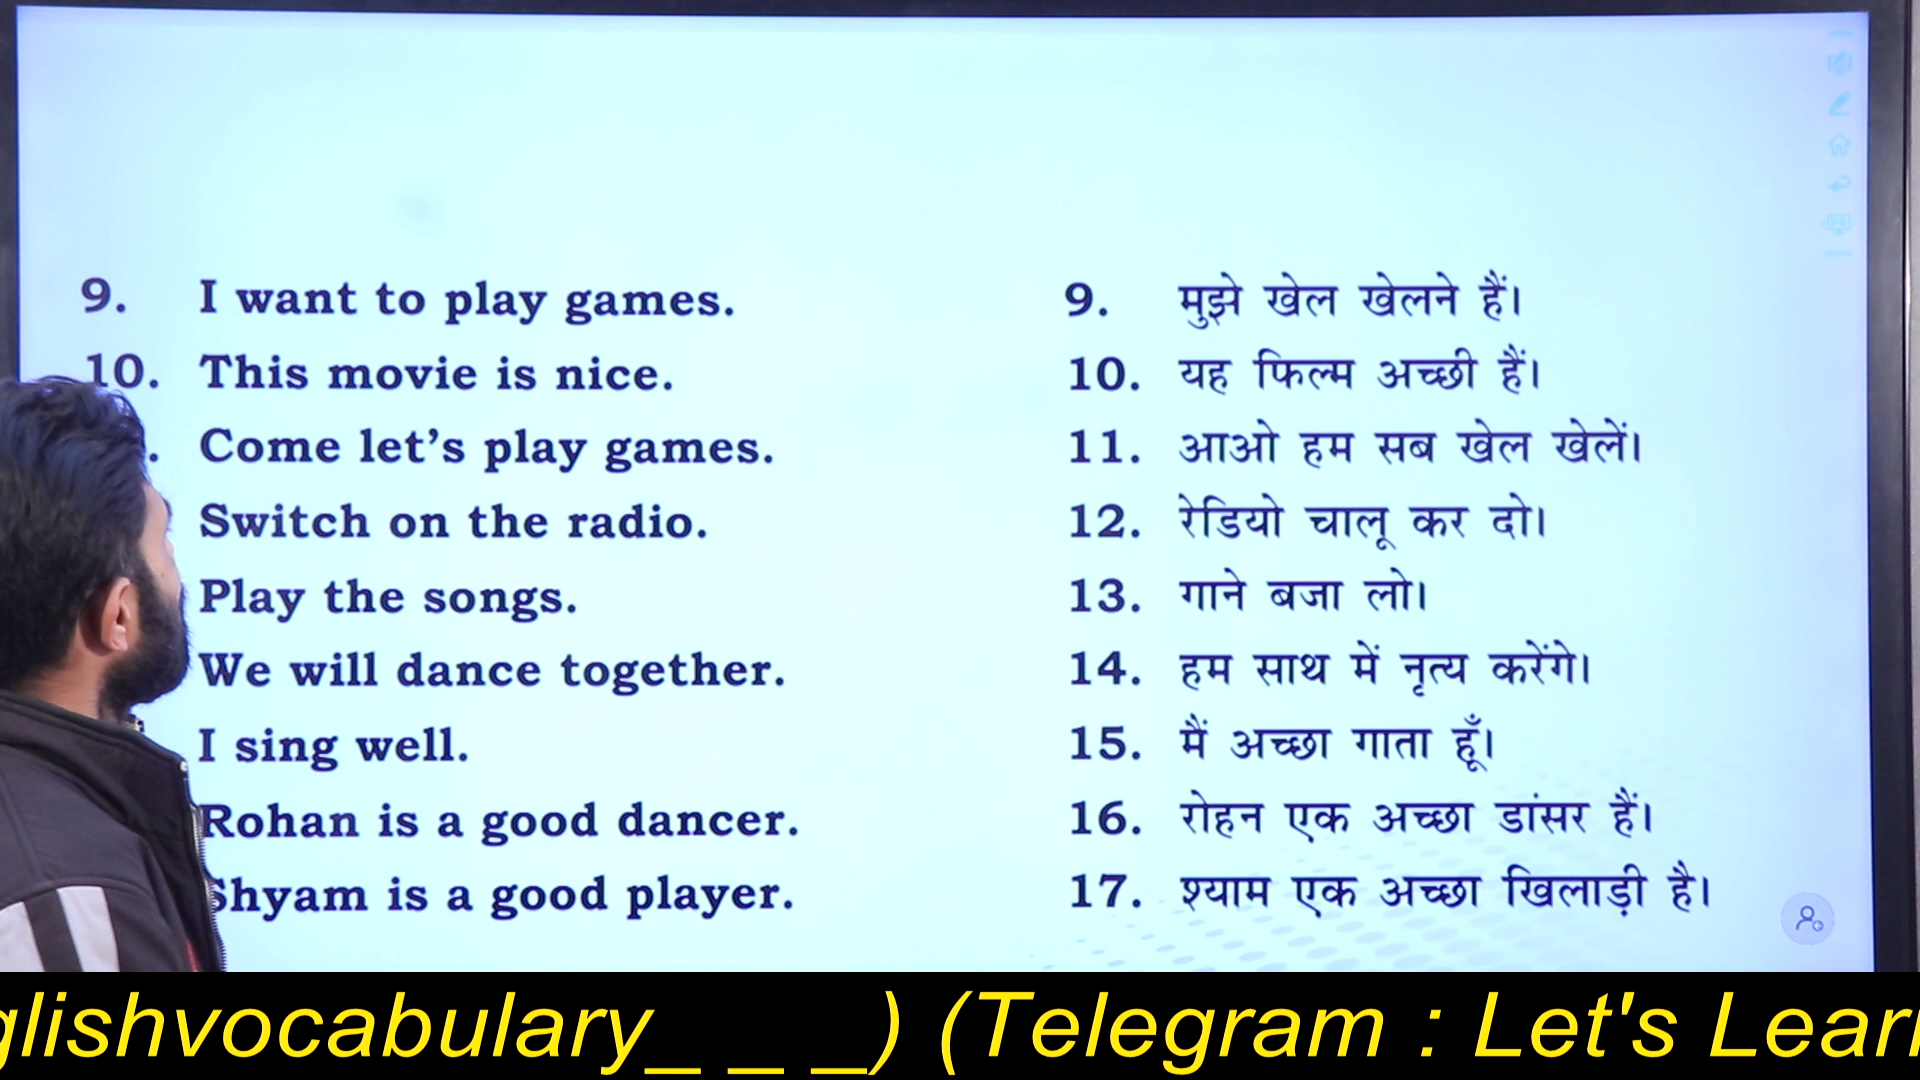 9. I want to play games.
10. This movie is nice.
. Come let's play games.
Switch on the radio.
Play the songs.
We will dance together.
I sing well.
Rohan is a good dancer.
Shyam is a good player.
9. मुझे खेल खेलने हैं।
10. यह फिल्म अच्छी हैं।
11. आओ हम सब खेल खेलें।
12. रेडियो चालू कर दो।
13. गाने बजा लो।
14. हम साथ में नृत्य करेंगे।
15. मैं अच्छा गाता हूँ।
16. रोहन एक अच्छा डांसर हैं।
17. श्याम एक अच्छा खिलाड़ी है।
glishvocabulary_ _ _) (Telegram : Let's Lear